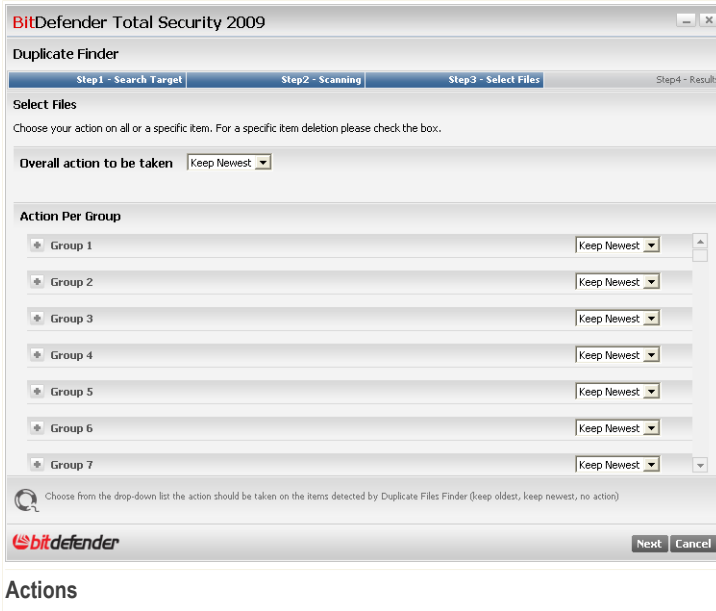 BitDefender Total Security 2009
Duplicate Finder
Step1 - Search Target Step2 - Scanning Step3 - Select Files Step4 - Results
Select Files
Choose your action on all or a specific item. For a specific item deletion please check the box.
Overall action to be taken Keep Newest
Action Per Group
Group 1 Keep Newest
Group 2 Keep Newest
Group 3 Keep Newest
Group 4 Keep Newest
Group 5 Keep Newest
Group 6 Keep Newest
Group 7 Keep Newest
Choose from the drop-down list the action should be taken on the items detected by Duplicate Files Finder (keep oldest, keep newest, no action)
bitdefender Next Cancel
Actions